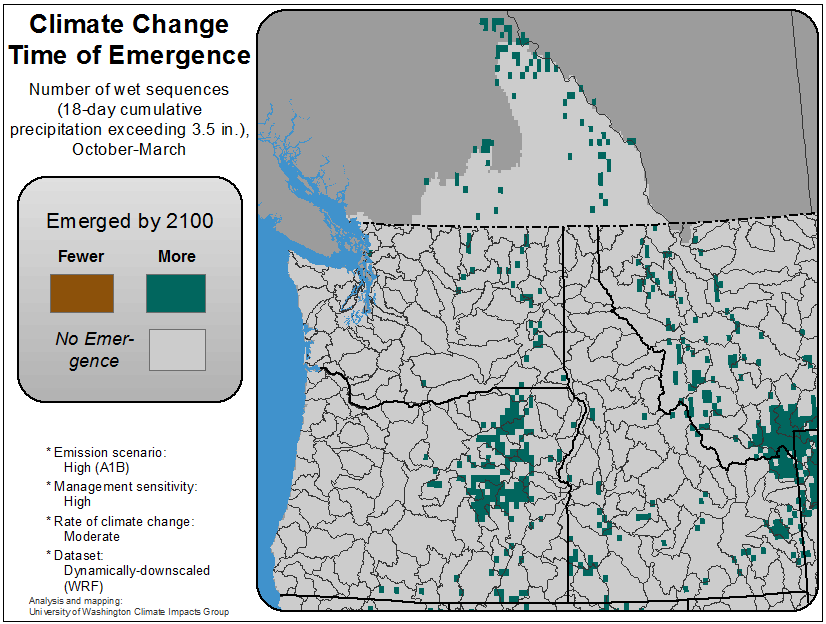 Climate Change
Time of Emergence
Number of wet sequences
(18-day cumulative
precipitation exceeding 3.5 in.),
October-March
Emerged by 2100
Fewer More
No Emer-
gence
* Emission scenario:
High (A1B)
* Management sensitivity:
High
* Rate of climate change:
Moderate
* Dataset:
Dynamically-downscaled
(WRF)
Analysis and mapping:
University of Washington Climate Impacts Group